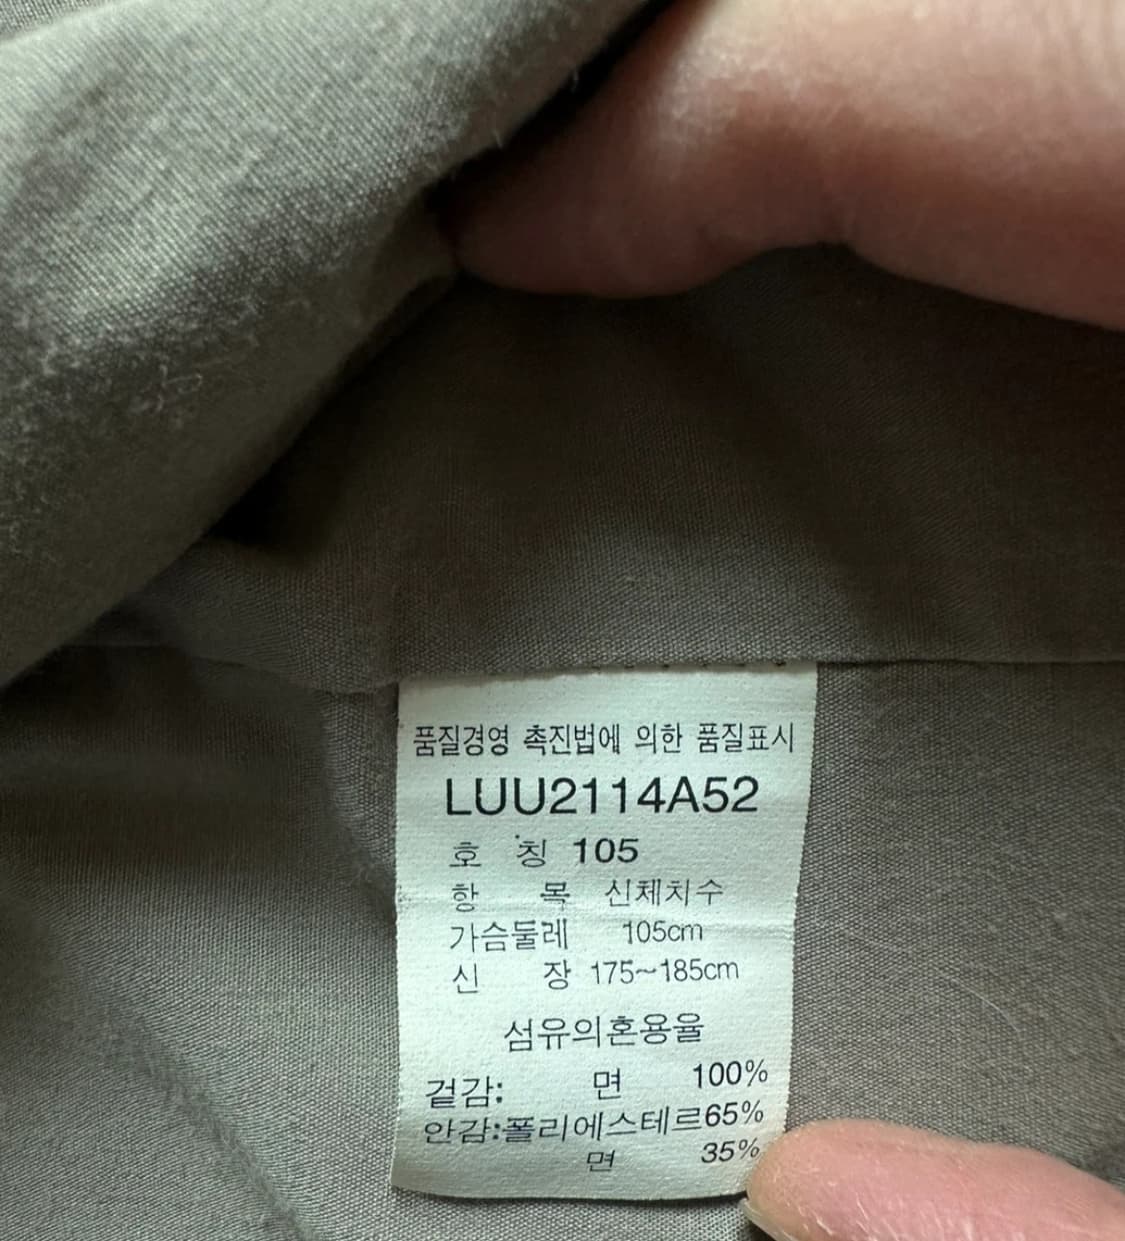 품질경영 촉진법에 의한 품질표시
LUU2114A52
호 칭 105
항 목 신체치수
가슴둘레 105cm
신 장 175~185cm
섬유의혼용율
겉감: 면 100%
안감:폴리에스테르65%
면 35%